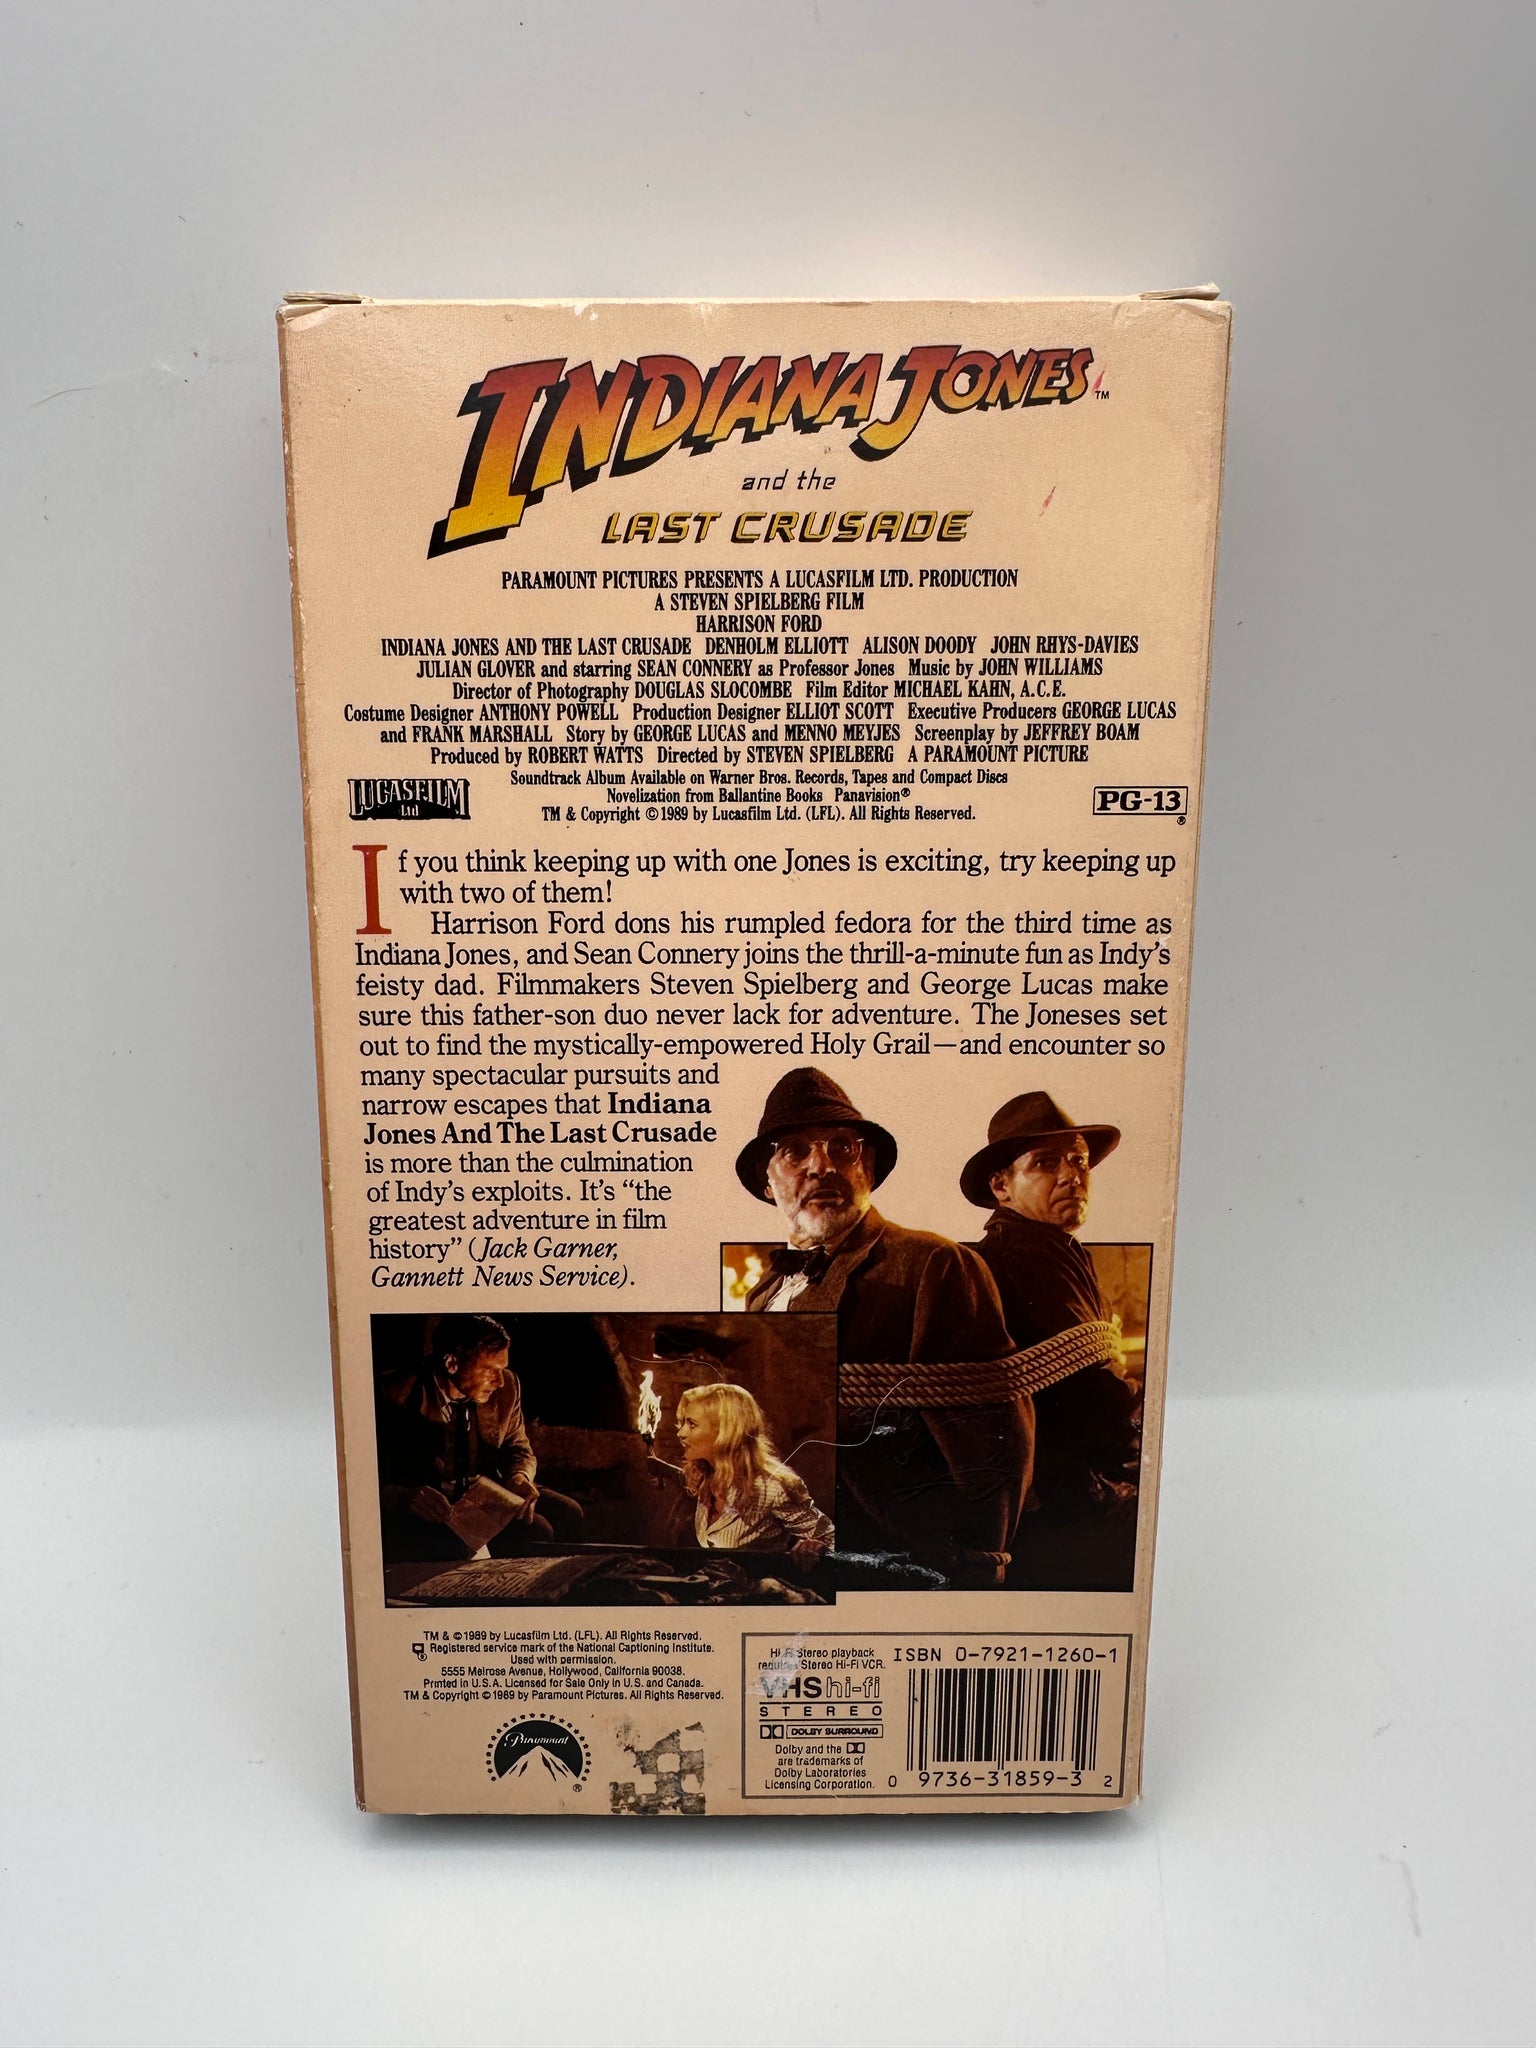 INDIANA JONES™
and the
LAST CRUSADE
PARAMOUNT PICTURES PRESENTS A LUCASFILM LTD. PRODUCTION
A STEVEN SPIELBERG FILM
HARRISON FORD
INDIANA JONES AND THE LAST CRUSADE DENHOLM ELLIOTT ALISON DOODY JOHN RHYS-DAVIES
JULIAN GLOVER and starring SEAN CONNERY as Professor Jones Music by JOHN WILLIAMS
Director of Photography DOUGLAS SLOCOMBE Film Editor MICHAEL KAHN, A.C.E.
Costume Designer ANTHONY POWELL Production Designer ELLIOT SCOTT Executive Producers GEORGE LUCAS
and FRANK MARSHALL Story by GEORGE LUCAS and MENNO MEYJES Screenplay by JEFFREY BOAM
Produced by ROBERT WATTS Directed by STEVEN SPIELBERG A PARAMOUNT PICTURE
Soundtrack Album Available on Warner Bros. Records, Tapes and Compact Discs
Novelization from Ballantine Books Panavision®
TM & Copyright © 1989 by Lucasfilm Ltd. (LFL). All Rights Reserved.
LUCASFILM
Ltd
PG-13
®
If you think keeping up with one Jones is exciting, try keeping up
with two of them!
Harrison Ford dons his rumpled fedora for the third time as
Indiana Jones, and Sean Connery joins the thrill-a-minute fun as Indy's
feisty dad. Filmmakers Steven Spielberg and George Lucas make
sure this father-son duo never lack for adventure. The Joneses set
out to find the mystically-empowered Holy Grail—and encounter so
many spectacular pursuits and
narrow escapes that Indiana
Jones And The Last Crusade
is more than the culmination
of Indy's exploits. It's "the
greatest adventure in film
history" (Jack Garner,
Gannett News Service).
TM & © 1989 by Lucasfilm Ltd. (LFL). All Rights Reserved.
® Registered service mark of the National Captioning Institute.
Used with permission.
5555 Melrose Avenue, Hollywood, California 90038.
Printed in U.S.A. Licensed for Sale Only in U.S. and Canada.
TM & Copyright © 1989 by Paramount Pictures. All Rights Reserved.
Paramount
®
Hi-Fi Stereo playback
requires Stereo Hi-Fi VCR.
VHS hi-fi
STEREO
DOLBY SURROUND
Dolby and the
are trademarks of
Dolby Laboratories
Licensing Corporation.
ISBN 0-7921-1260-1
0 9736-31859-3 2